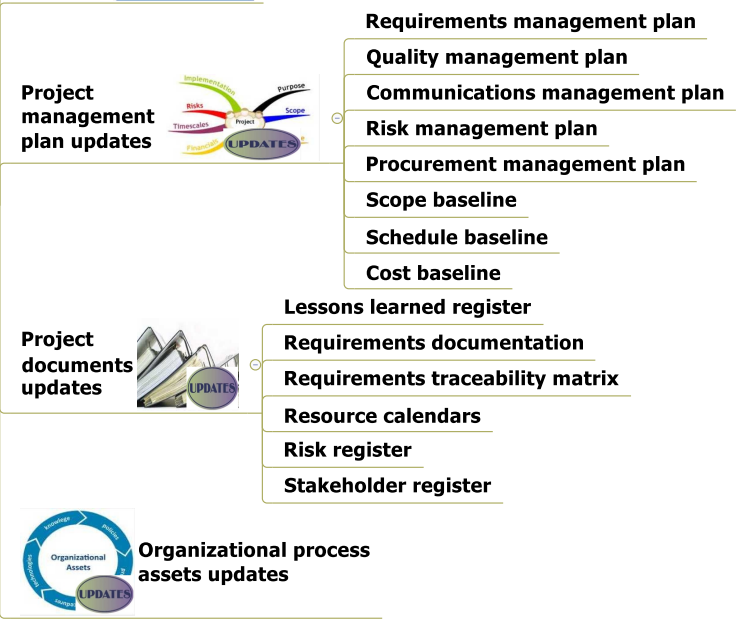 Project
management
plan updates
Implementation
Risks
Timescales
Financials
Purpose
Scope
Project
UPDATES
Requirements management plan
Quality management plan
Communications management plan
Risk management plan
Procurement management plan
Scope baseline
Schedule baseline
Cost baseline
Project
documents
updates
UPDATES
Lessons learned register
Requirements documentation
Requirements traceability matrix
Resource calendars
Risk register
Stakeholder register
knowlege
policies
Organizational
Assets
UPDATES
Organizational process
assets updates